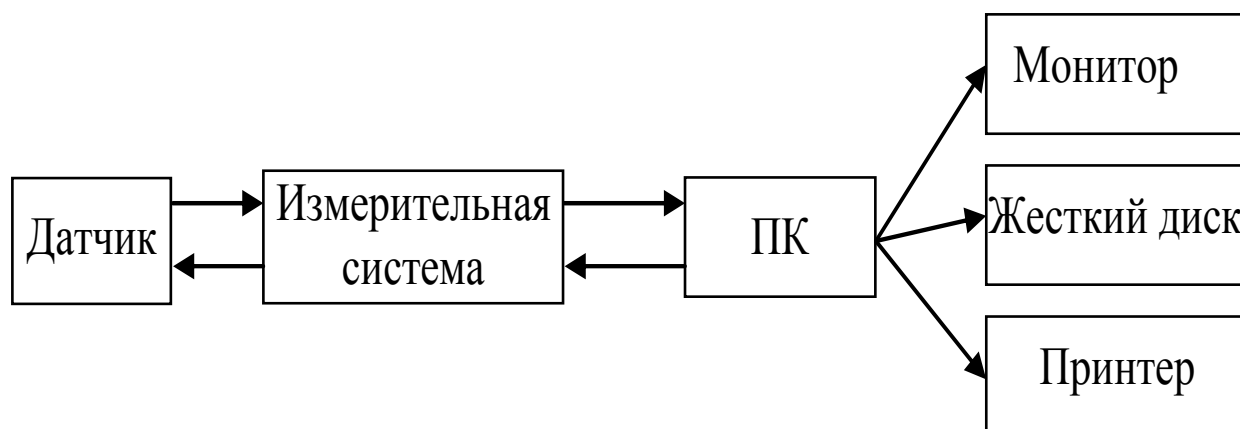 Датчик
Измерительная
система
ПК
Монитор
Жесткий диск
Принтер